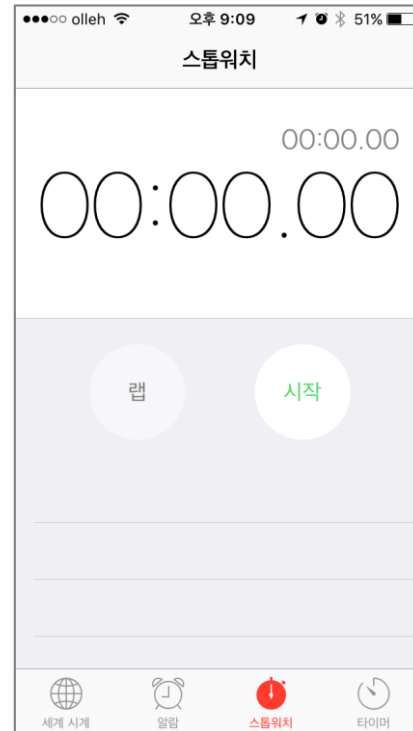 olleh 오후 9:09 51%
스톱워치
00:00.00
00:00.00
랩 시작
세계 시계 알람 스톱워치 타이머